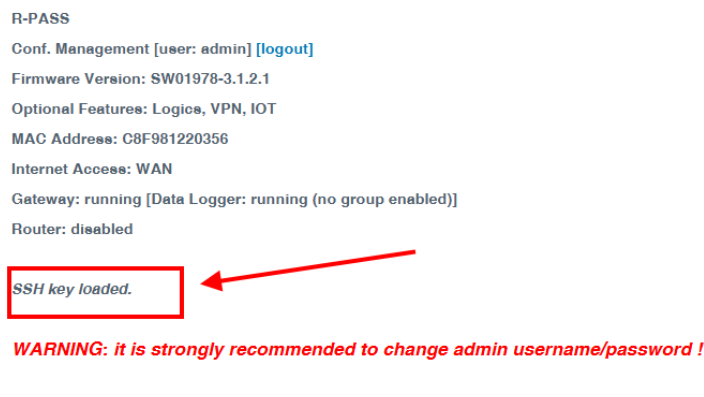 R-PASS
Conf. Management [user: admin] [logout]
Firmware Version: SW01978-3.1.2.1
Optional Features: Logics, VPN, IOT
MAC Address: C8F981220356
Internet Access: WAN
Gateway: running [Data Logger: running (no group enabled)]
Router: disabled
SSH key loaded.
WARNING: it is strongly recommended to change admin username/password !